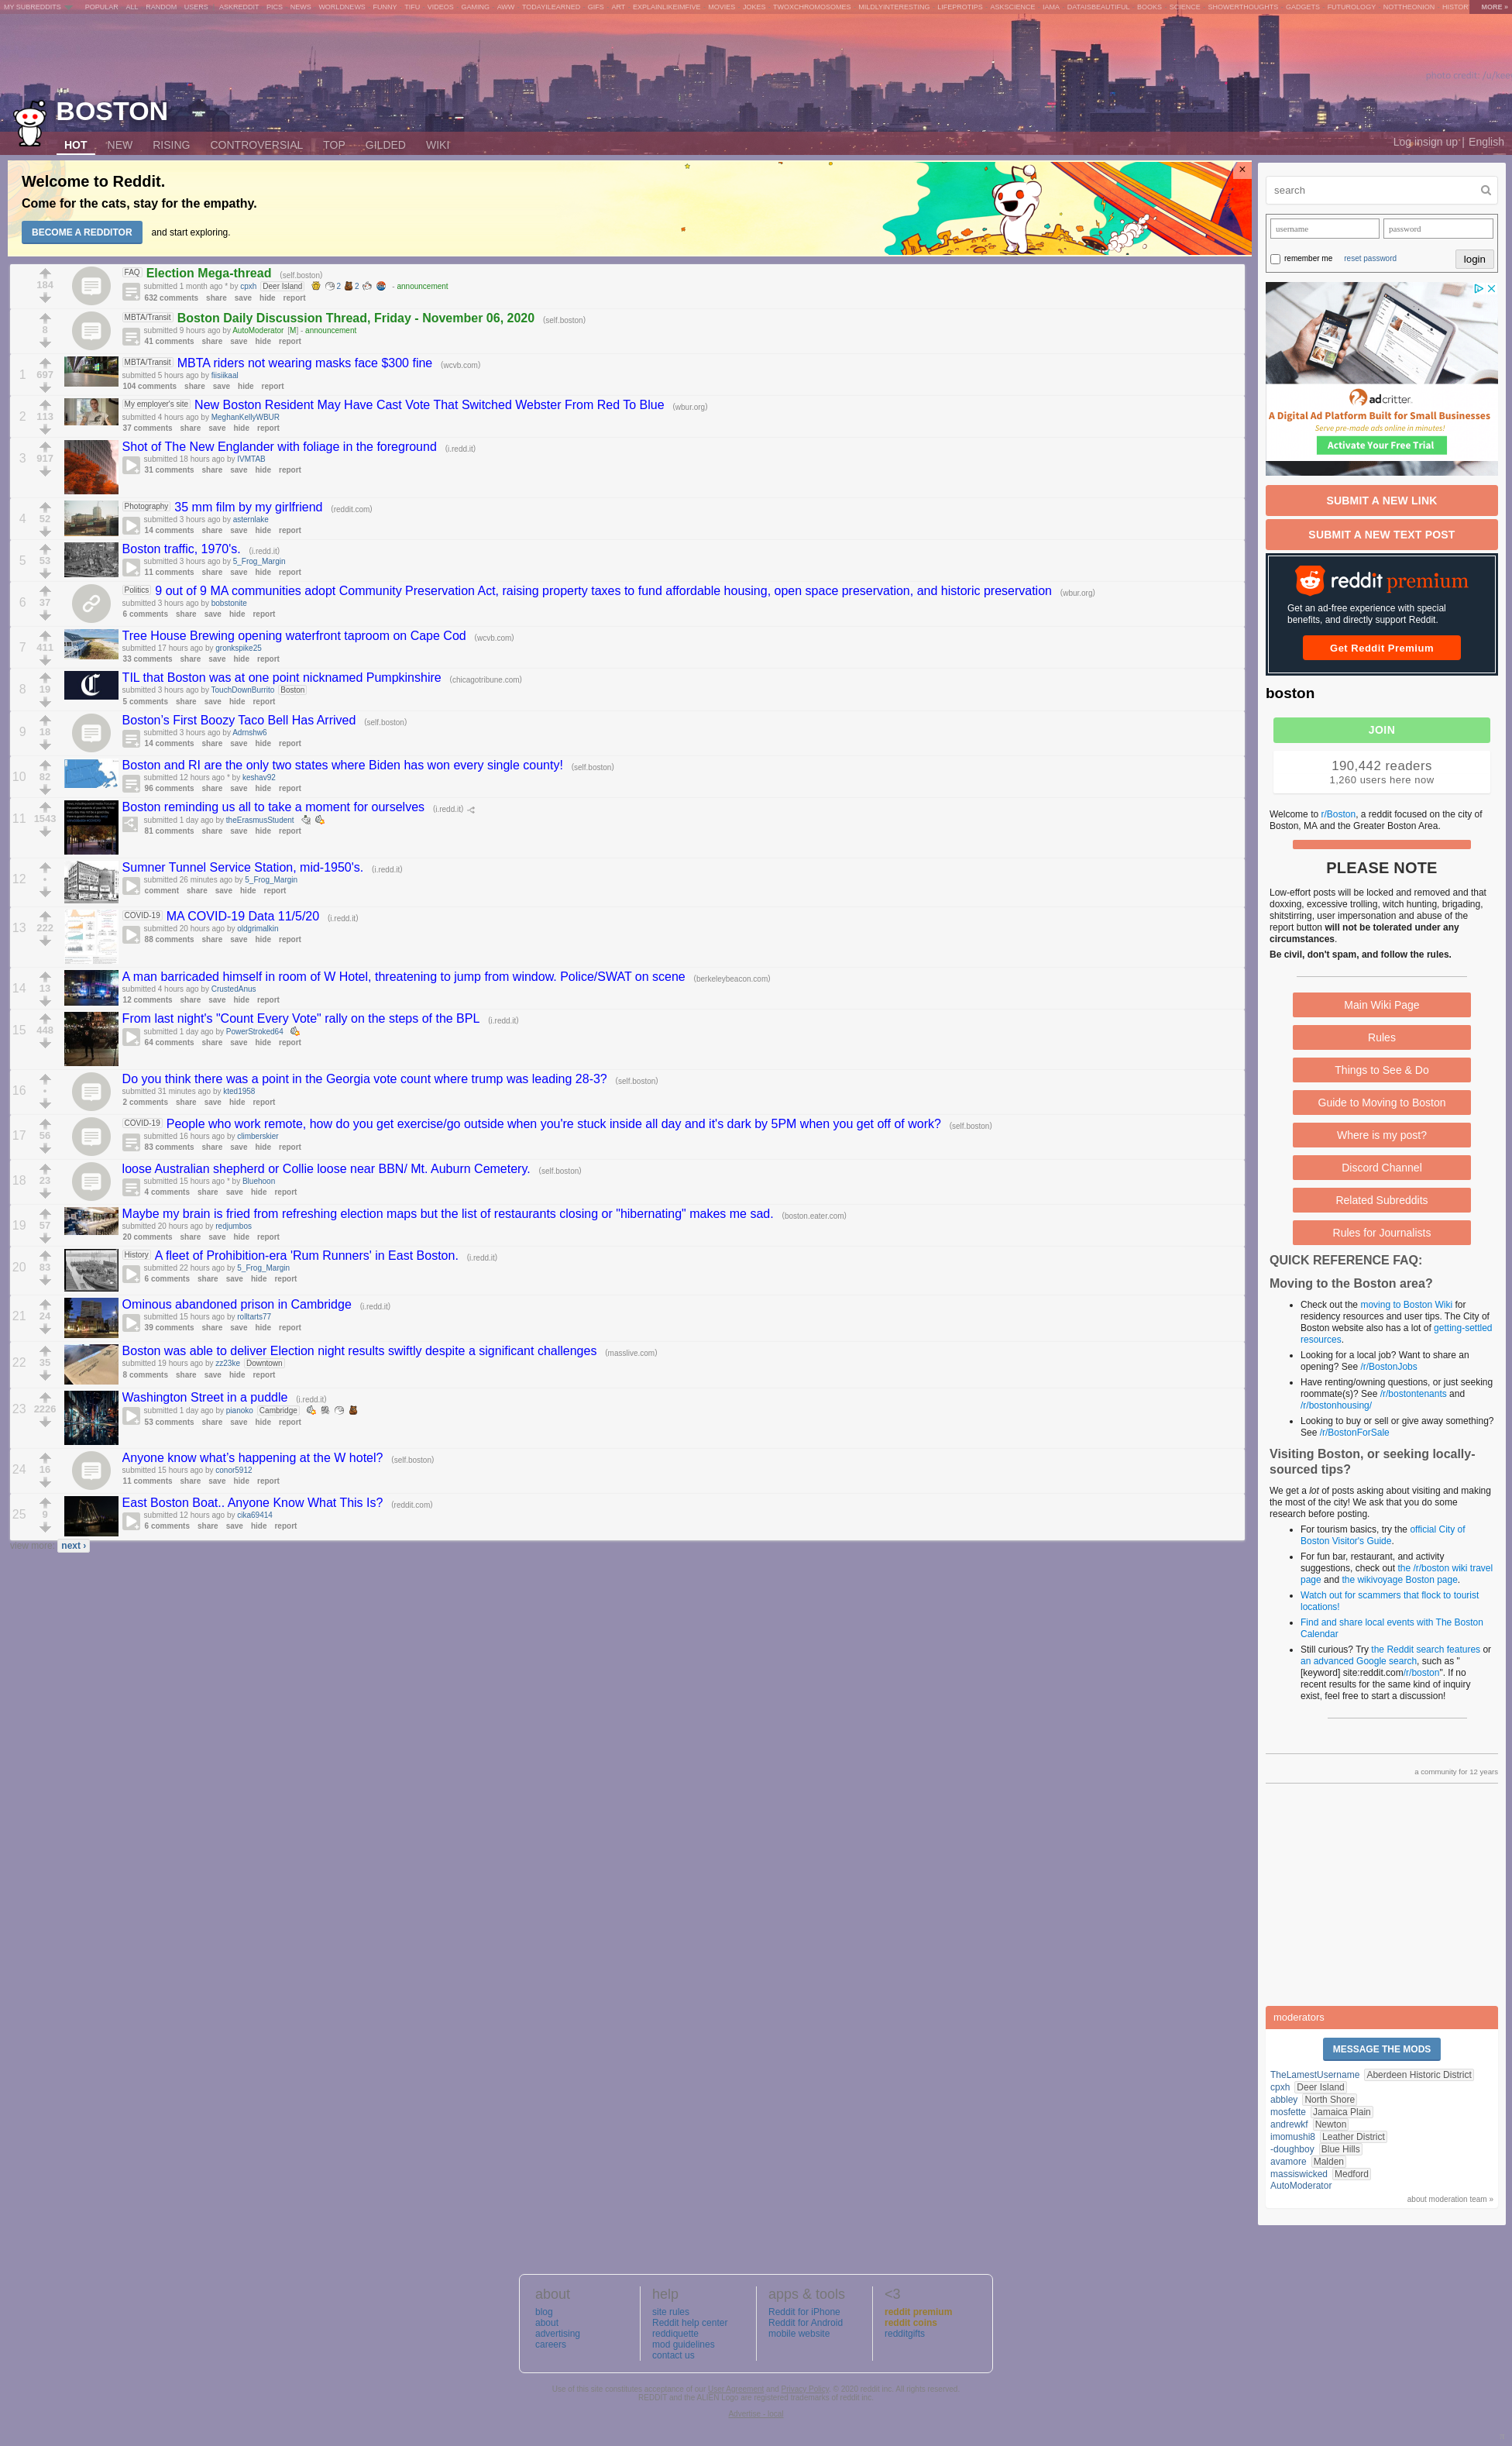 MY SUBREDDITS POPULAR ALL RANDOM USERS ASKREDDIT PICS NEWS WORLDNEWS FUNNY TIFU VIDEOS GAMING AWW TODAYILEARNED GIFS ART EXPLAINLIKEIMFIVE MOVIES JOKES TWOXCHROMOSOMES MILDLYINTERESTING LIFEPROTIPS ASKSCIENCE IAMA DATAISBEAUTIFUL BOOKS SCIENCE SHOWERTHOUGHTS GADGETS FUTUROLOGY NOTTHEONION HISTOR MORE »
photo credit: /u/kee
BOSTON
HOT NEW RISING CONTROVERSIAL TOP GILDED WIKI
Log in sign up | English
Welcome to Reddit.
Come for the cats, stay for the empathy.
BECOME A REDDITOR and start exploring.
184
FAQ Election Mega-thread (self.boston)
submitted 1 month ago * by cpxh Deer Island 2 2 - announcement
632 comments share save hide report
8
MBTA/Transit Boston Daily Discussion Thread, Friday - November 06, 2020 (self.boston)
submitted 9 hours ago by AutoModerator [M] - announcement
41 comments share save hide report
1 697
MBTA/Transit MBTA riders not wearing masks face $300 fine (wcvb.com)
submitted 5 hours ago by fiisiikaal
104 comments share save hide report
2 113
My employer's site New Boston Resident May Have Cast Vote That Switched Webster From Red To Blue (wbur.org)
submitted 4 hours ago by MeghanKellyWBUR
37 comments share save hide report
3 917
Shot of The New Englander with foliage in the foreground (i.redd.it)
submitted 18 hours ago by IVMTAB
31 comments share save hide report
4 52
Photography 35 mm film by my girlfriend (reddit.com)
submitted 3 hours ago by asternlake
14 comments share save hide report
5 53
Boston traffic, 1970's. (i.redd.it)
submitted 3 hours ago by 5_Frog_Margin
11 comments share save hide report
6 37
Politics 9 out of 9 MA communities adopt Community Preservation Act, raising property taxes to fund affordable housing, open space preservation, and historic preservation (wbur.org)
submitted 3 hours ago by bobstonite
6 comments share save hide report
7 411
Tree House Brewing opening waterfront taproom on Cape Cod (wcvb.com)
submitted 17 hours ago by gronkspike25
33 comments share save hide report
8 19
TIL that Boston was at one point nicknamed Pumpkinshire (chicagotribune.com)
submitted 3 hours ago by TouchDownBurrito Boston
5 comments share save hide report
9 18
Boston's First Boozy Taco Bell Has Arrived (self.boston)
submitted 3 hours ago by Admshw6
14 comments share save hide report
10 82
Boston and RI are the only two states where Biden has won every single county! (self.boston)
submitted 12 hours ago * by keshav92
96 comments share save hide report
11 1543
Boston reminding us all to take a moment for ourselves (i.redd.it)
submitted 1 day ago by theErasmusStudent
81 comments share save hide report
12 •
Sumner Tunnel Service Station, mid-1950's. (i.redd.it)
submitted 26 minutes ago by 5_Frog_Margin
comment share save hide report
13 222
COVID-19 MA COVID-19 Data 11/5/20 (i.redd.it)
submitted 20 hours ago by oldgrimalkin
88 comments share save hide report
14 13
A man barricaded himself in room of W Hotel, threatening to jump from window. Police/SWAT on scene (berkeleybeacon.com)
submitted 4 hours ago by CrustedAnus
12 comments share save hide report
15 448
From last night's "Count Every Vote" rally on the steps of the BPL (i.redd.it)
submitted 1 day ago by PowerStroked64
64 comments share save hide report
16 •
Do you think there was a point in the Georgia vote count where trump was leading 28-3? (self.boston)
submitted 31 minutes ago by kted1958
2 comments share save hide report
17 56
COVID-19 People who work remote, how do you get exercise/go outside when you're stuck inside all day and it's dark by 5PM when you get off of work? (self.boston)
submitted 16 hours ago by climberskier
83 comments share save hide report
18 23
loose Australian shepherd or Collie loose near BBN/ Mt. Auburn Cemetery. (self.boston)
submitted 15 hours ago * by Bluehoon
4 comments share save hide report
19 57
Maybe my brain is fried from refreshing election maps but the list of restaurants closing or "hibernating" makes me sad. (boston.eater.com)
submitted 20 hours ago by redjumbos
20 comments share save hide report
20 83
History A fleet of Prohibition-era 'Rum Runners' in East Boston. (i.redd.it)
submitted 22 hours ago by 5_Frog_Margin
6 comments share save hide report
21 24
Ominous abandoned prison in Cambridge (i.redd.it)
submitted 15 hours ago by rolltarts77
39 comments share save hide report
22 35
Boston was able to deliver Election night results swiftly despite a significant challenges (masslive.com)
submitted 19 hours ago by zz23ke Downtown
8 comments share save hide report
23 2226
Washington Street in a puddle (i.redd.it)
submitted 1 day ago by pianoko Cambridge
53 comments share save hide report
24 16
Anyone know what's happening at the W hotel? (self.boston)
submitted 15 hours ago by conor5912
11 comments share save hide report
25 9
East Boston Boat.. Anyone Know What This Is? (reddit.com)
submitted 12 hours ago by cika69414
6 comments share save hide report
view more: next ›
search
username password
remember me reset password login
adcritter.
A Digital Ad Platform Built for Small Businesses
Serve pre-made ads online in minutes!
Activate Your Free Trial
SUBMIT A NEW LINK
SUBMIT A NEW TEXT POST
reddit premium
Get an ad-free experience with special
benefits, and directly support Reddit.
Get Reddit Premium
boston
JOIN
190,442 readers
1,260 users here now
Welcome to r/Boston, a reddit focused on the city of
Boston, MA and the Greater Boston Area.
PLEASE NOTE
Low-effort posts will be locked and removed and that
doxxing, excessive trolling, witch hunting, brigading,
shitstirring, user impersonation and abuse of the
report button will not be tolerated under any
circumstances.
Be civil, don't spam, and follow the rules.
Main Wiki Page
Rules
Things to See & Do
Guide to Moving to Boston
Where is my post?
Discord Channel
Related Subreddits
Rules for Journalists
QUICK REFERENCE FAQ:
Moving to the Boston area?
• Check out the moving to Boston Wiki for
residency resources and user tips. The City of
Boston website also has a lot of getting-settled
resources.
• Looking for a local job? Want to share an
opening? See /r/BostonJobs
• Have renting/owning questions, or just seeking
roommate(s)? See /r/bostontenants and
/r/bostonhousing/
• Looking to buy or sell or give away something?
See /r/BostonForSale
Visiting Boston, or seeking locally-
sourced tips?
We get a lot of posts asking about visiting and making
the most of the city! We ask that you do some
research before posting.
• For tourism basics, try the official City of
Boston Visitor's Guide.
• For fun bar, restaurant, and activity
suggestions, check out the /r/boston wiki travel
page and the wikivoyage Boston page.
• Watch out for scammers that flock to tourist
locations!
• Find and share local events with The Boston
Calendar
• Still curious? Try the Reddit search features or
an advanced Google search, such as "
[keyword] site:reddit.com/r/boston". If no
recent results for the same kind of inquiry
exist, feel free to start a discussion!
a community for 12 years
moderators
MESSAGE THE MODS
TheLamestUsername Aberdeen Historic District
cpxh Deer Island
abbley North Shore
mosfette Jamaica Plain
andrewkf Newton
imomushi8 Leather District
-doughboy Blue Hills
avamore Malden
massiswicked Medford
AutoModerator
about moderation team »
about
blog
about
advertising
careers
help
site rules
Reddit help center
reddiquette
mod guidelines
contact us
apps & tools
Reddit for iPhone
Reddit for Android
mobile website
<3
reddit premium
reddit coins
redditgifts
Use of this site constitutes acceptance of our User Agreement and Privacy Policy. © 2020 reddit inc. All rights reserved.
REDDIT and the ALIEN Logo are registered trademarks of reddit inc.